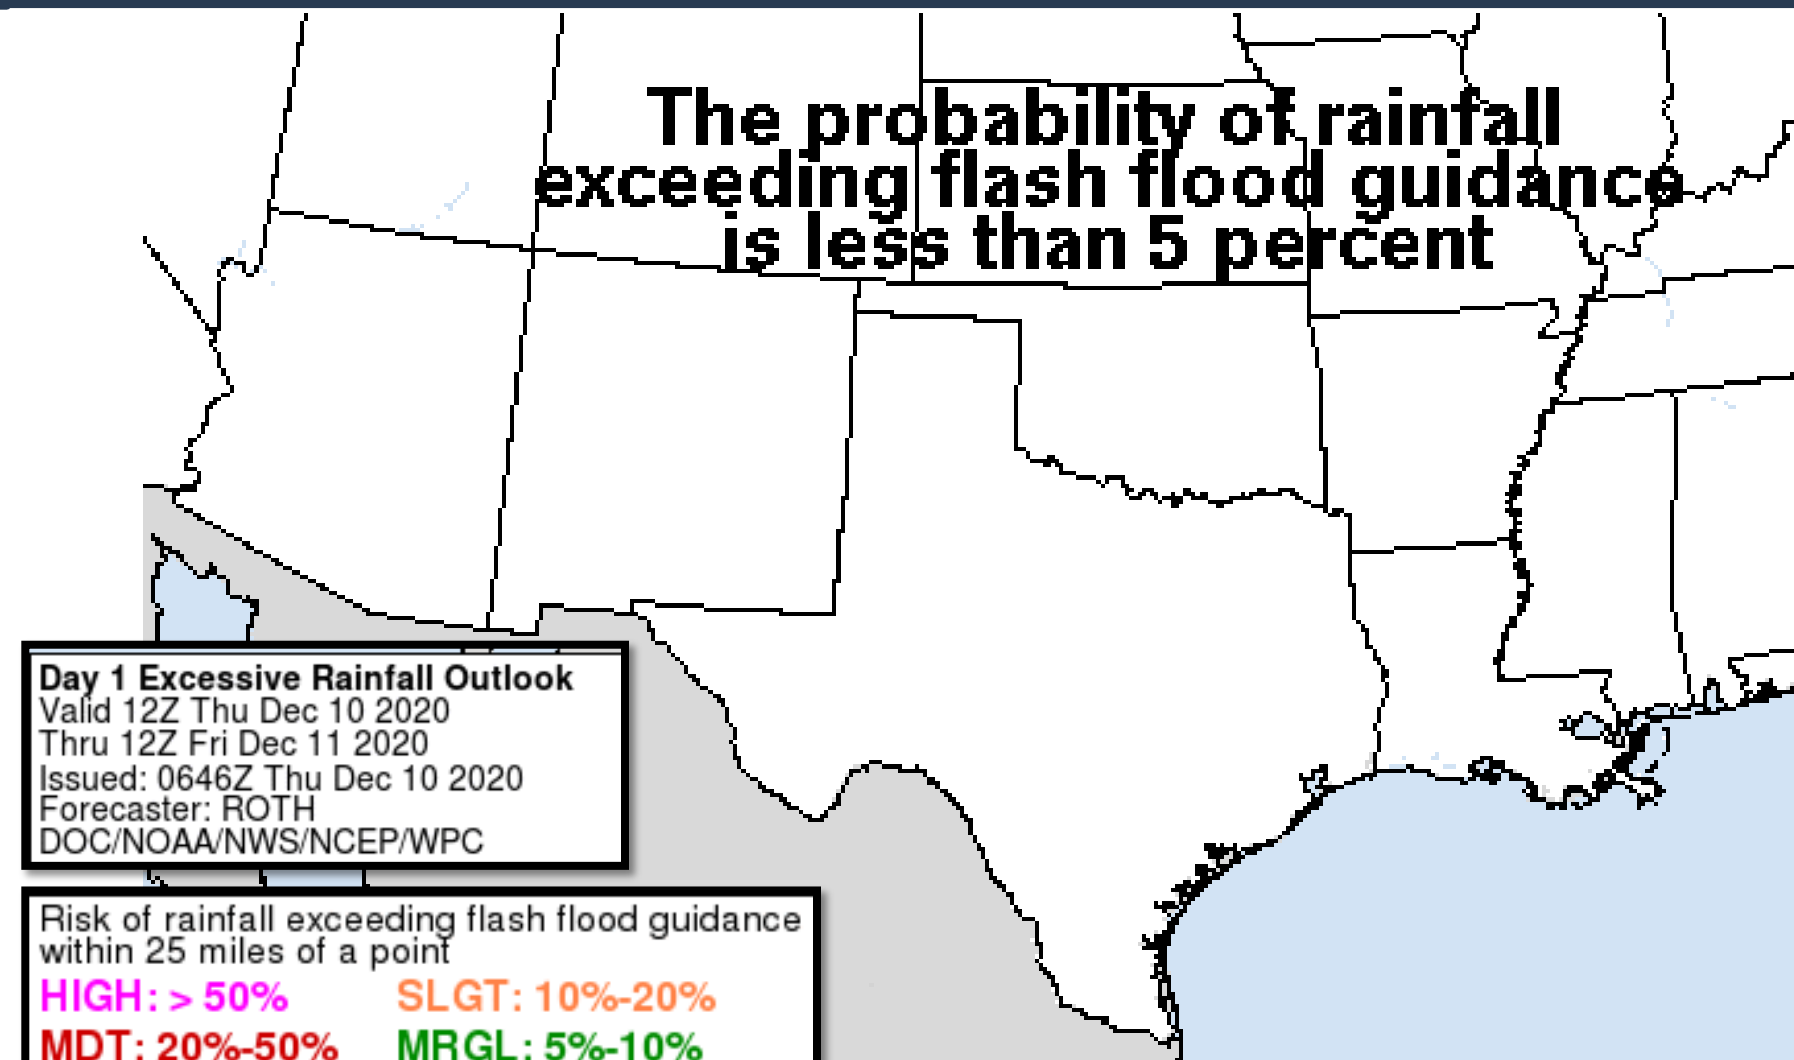 The probability of rainfall
exceeding flash flood guidance
is less than 5 percent
Day 1 Excessive Rainfall Outlook
Valid 12Z Thu Dec 10 2020
Thru 12Z Fri Dec 11 2020
Issued: 0646Z Thu Dec 10 2020
Forecaster: ROTH
DOC/NOAA/NWS/NCEP/WPC
Risk of rainfall exceeding flash flood guidance
within 25 miles of a point
HIGH: > 50% SLGT: 10%-20%
MDT: 20%-50% MRGL: 5%-10%